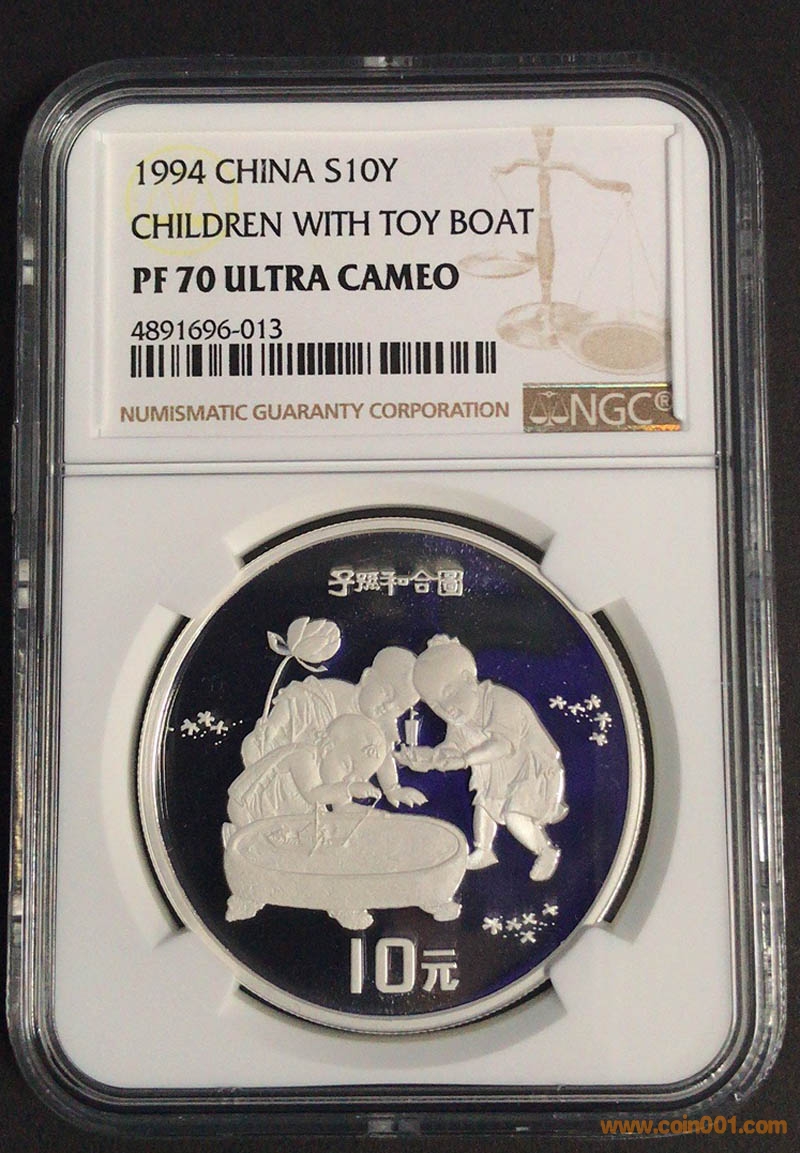 1994 CHINA S10Y
CHILDREN WITH TOY BOAT
PF 70 ULTRA CAMEO
4891696-013
NUMISMATIC GUARANTY CORPORATION
NGC®
子孫和合圖
10元
www.coin001.com